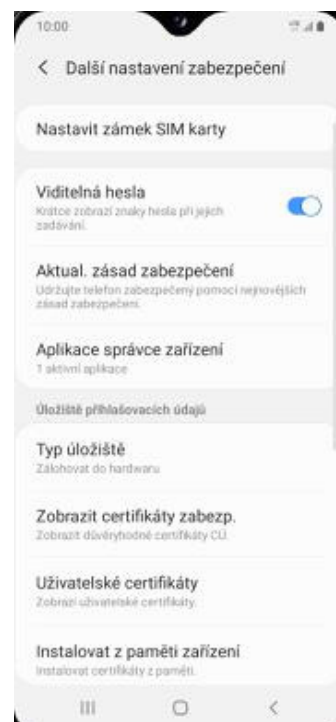 10:00
Další nastavení zabezpečení
Nastavit zámek SIM karty
Viditelná hesla
Krátce zobrazí znaky hesla při jejich
zadávání.
Aktual. zásad zabezpečení
Udržujte telefon zabezpečený pomocí nejnovějších
zásad zabezpečení.
Aplikace správce zařízení
1 aktivní aplikace
Úložiště přihlašovacích údajů
Typ úložiště
Zálohovat do hardwaru
Zobrazit certifikáty zabezp.
Zobrazit důvěryhodné certifikáty CÚ.
Uživatelské certifikáty
Zobrazí uživatelské certifikáty.
Instalovat z paměti zařízení
Instalovat certifikáty z paměti.